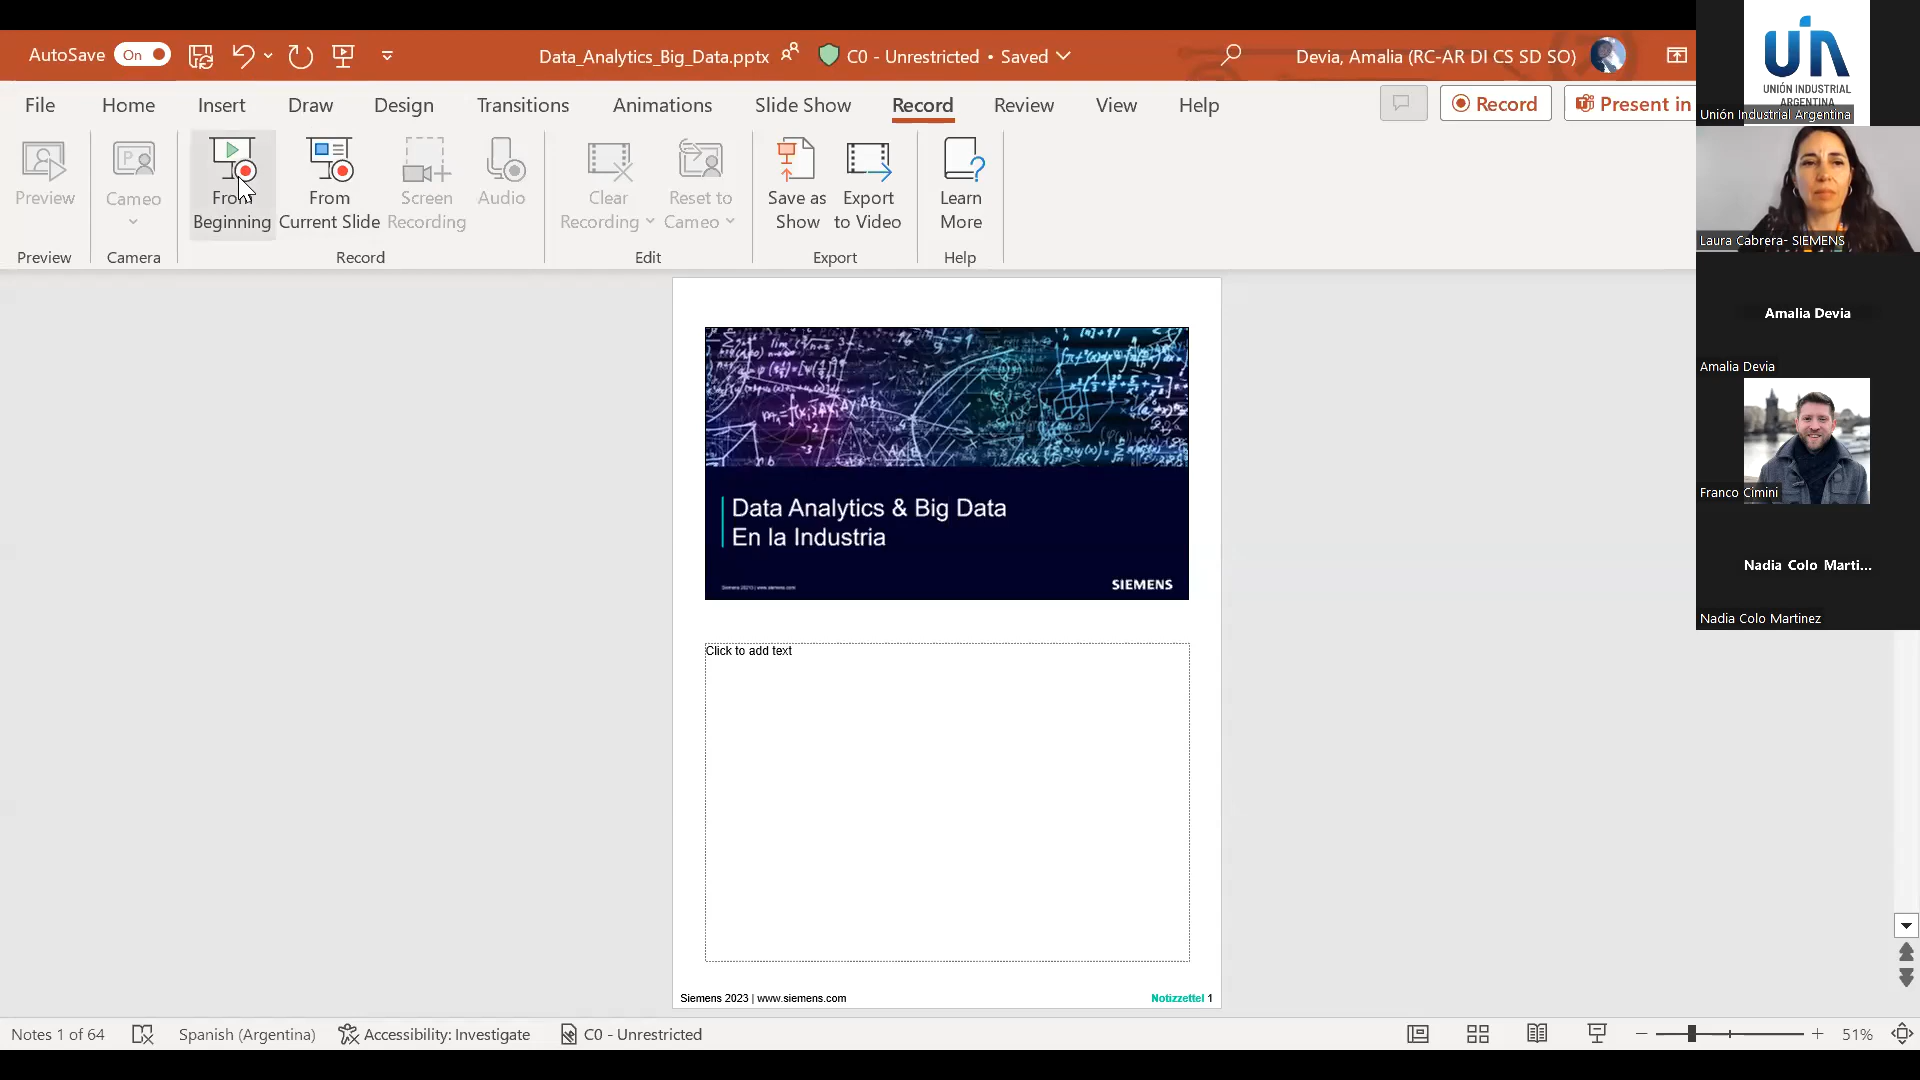 AutoSave On Data_Analytics_Big_Data.pptx C0 - Unrestricted • Saved Devia, Amalia (RC-AR DI CS SD SO)
File Home Insert Draw Design Transitions Animations Slide Show Record Review View Help Record Present in
Preview
Cameo
From Beginning
From Current Slide
Screen Recording
Audio
Clear Recording
Reset to Cameo
Save as Show
Export to Video
Learn More
Preview Camera Record Edit Export Help
UIA
UNIÓN INDUSTRIAL
ARGENTINA
Unión Industrial Argentina
Laura Cabrera- SIEMENS
Amalia Devia
Amalia Devia
Franco Cimini
Nadia Colo Marti...
Nadia Colo Martinez
Data Analytics & Big Data
En la Industria
SIEMENS
Click to add text
Siemens 2023 | www.siemens.com Notizzettel 1
Notes 1 of 64 Spanish (Argentina) Accessibility: Investigate C0 - Unrestricted 51%